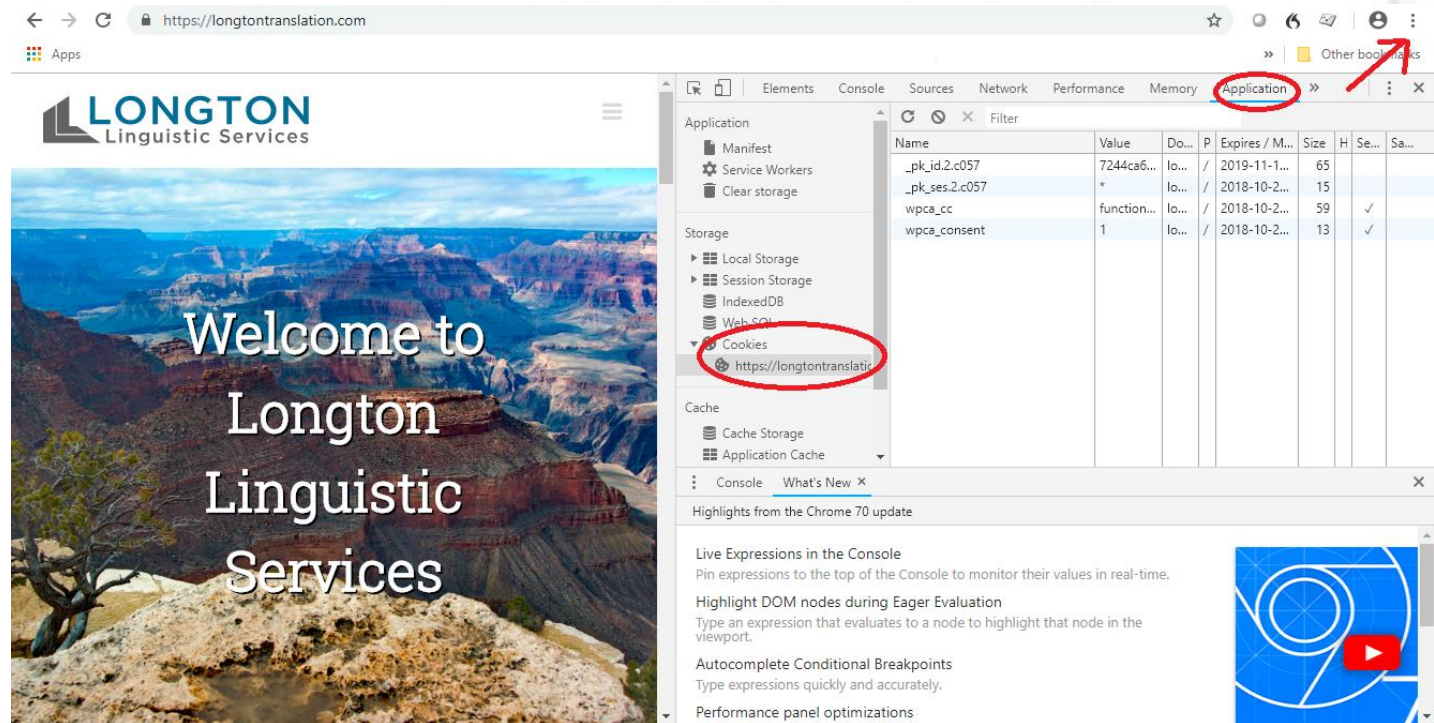 https://longtontranslation.com
Apps
» Other bookmarks
LONGTON
Linguistic Services
Welcome to
Longton
Linguistic
Services
Elements Console Sources Network Performance Memory Application »
Application
Manifest
Service Workers
Clear storage
Storage
Local Storage
Session Storage
IndexedDB
Web SQL
Cookies
https://longtontranslatic
Cache
Cache Storage
Application Cache
Filter
Name Value Do... P Expires / M... Size H Se... Sa...
_pk_id.2.c057 7244ca6... lo... / 2019-11-1... 65
_pk_ses.2.c057 * lo... / 2018-10-2... 15
wpca_cc function... lo... / 2018-10-2... 59 ✓
wpca_consent 1 lo... / 2018-10-2... 13 ✓
Console What's New ×
Highlights from the Chrome 70 update
Live Expressions in the Console
Pin expressions to the top of the Console to monitor their values in real-time.
Highlight DOM nodes during Eager Evaluation
Type an expression that evaluates to a node to highlight that node in the
viewport.
Autocomplete Conditional Breakpoints
Type expressions quickly and accurately.
Performance panel optimizations